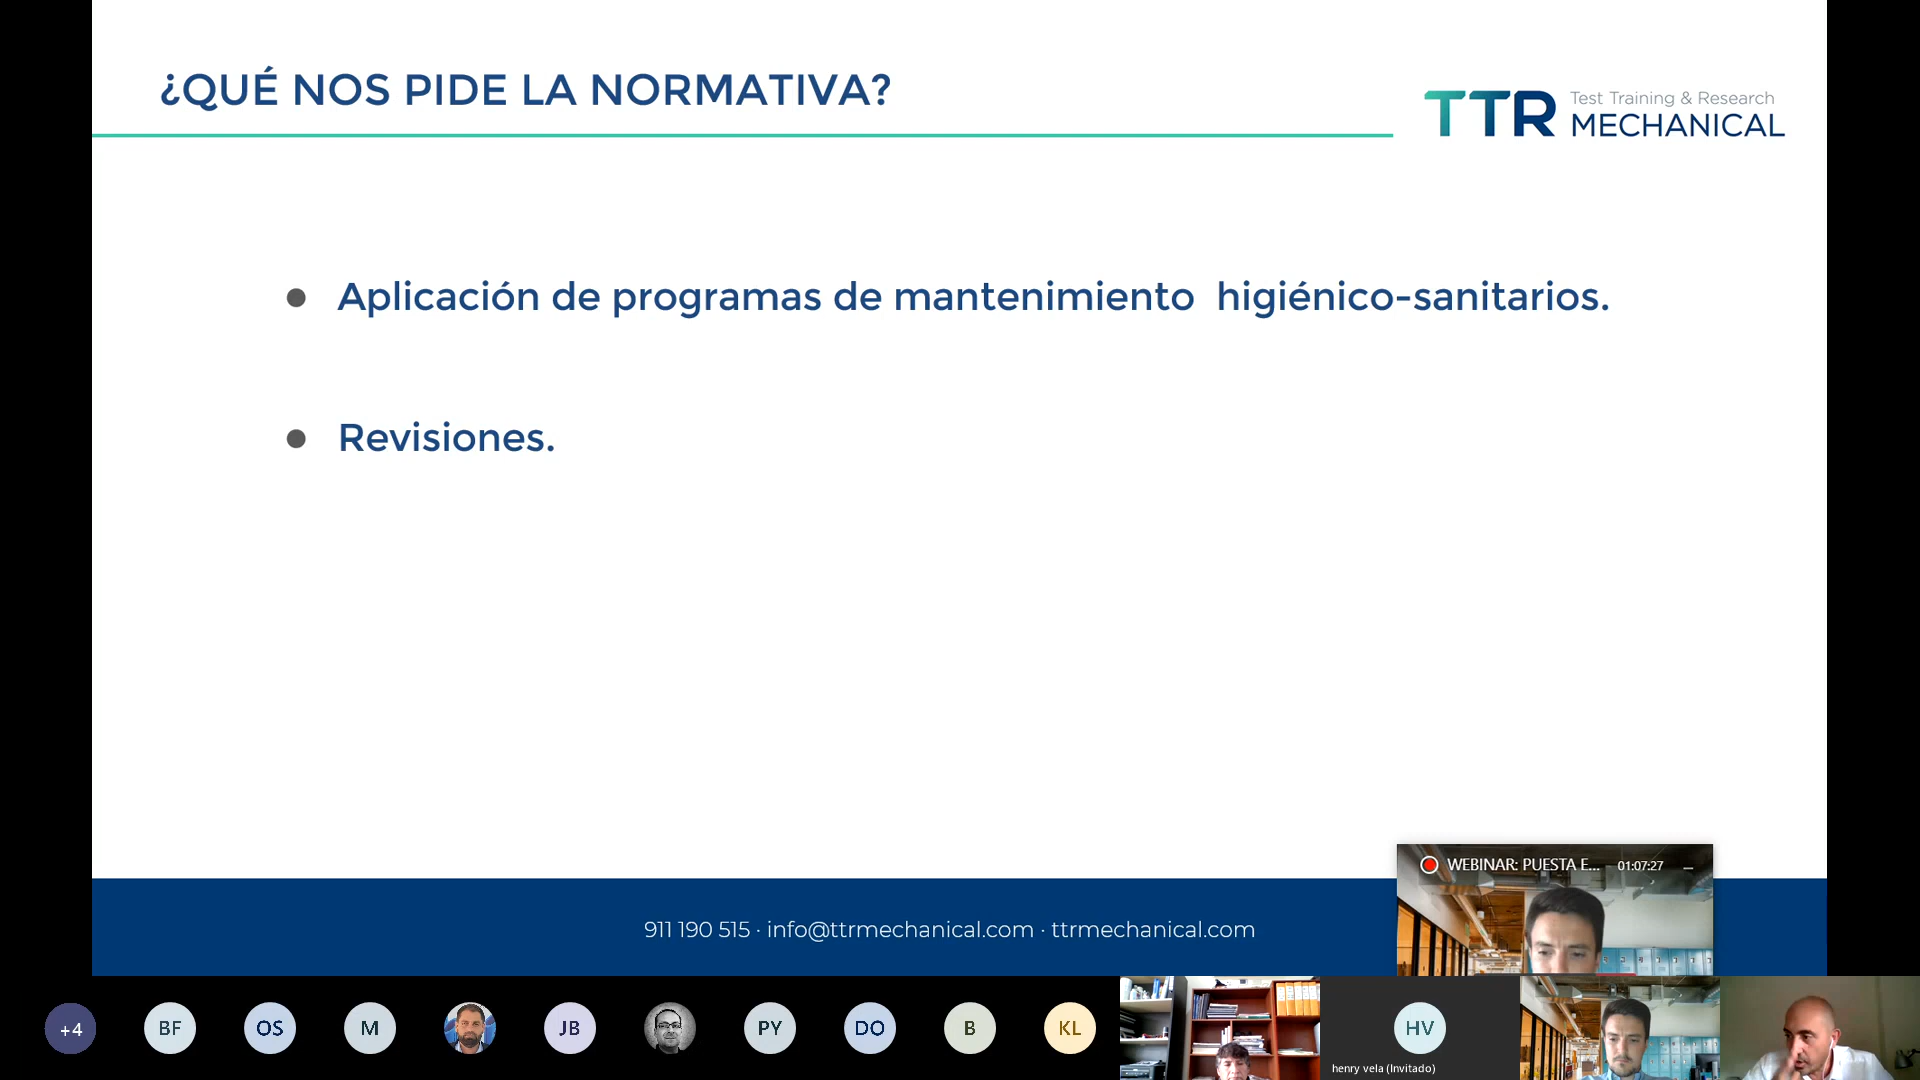 ¿QUÉ NOS PIDE LA NORMATIVA?
TTR Test Training & Research
MECHANICAL
● Aplicación de programas de mantenimiento higiénico-sanitarios.
● Revisiones.
WEBINAR: PUESTA E... 01:07:27
911 190 515 · info@ttrmechanical.com · ttrmechanical.com
+4 BF OS M JB PY DO B KL HV
henry vela (Invitado)